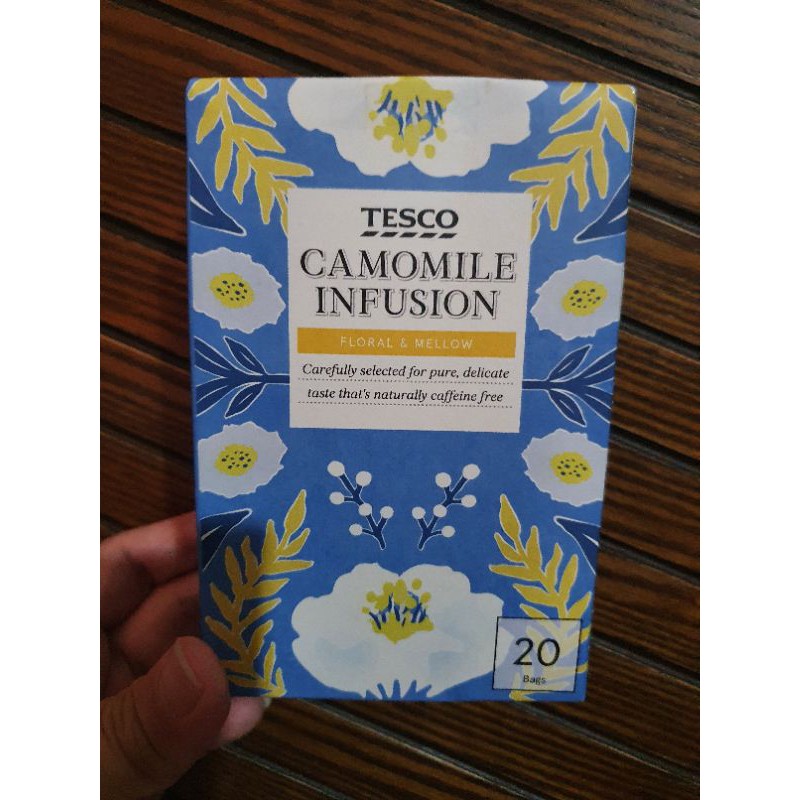 TESCO
CAMOMILE
INFUSION
FLORAL & MELLOW
Carefully selected for pure, delicate
taste that's naturally caffeine free
20
Bags